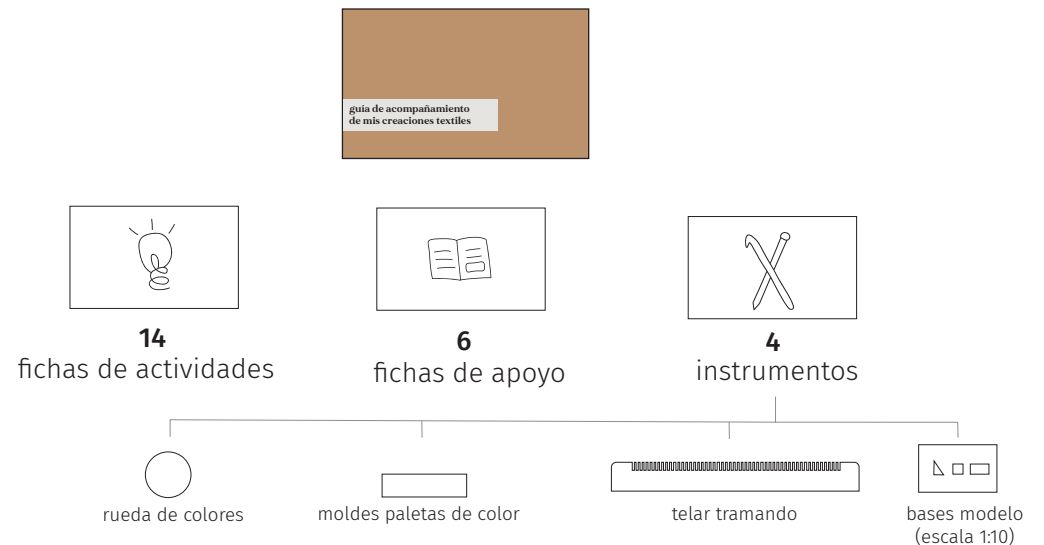 guía de acompañamiento
de mis creaciones textiles
14
fichas de actividades
6
fichas de apoyo
4
instrumentos
rueda de colores
moldes paletas de color
telar tramando
bases modelo
(escala 1:10)